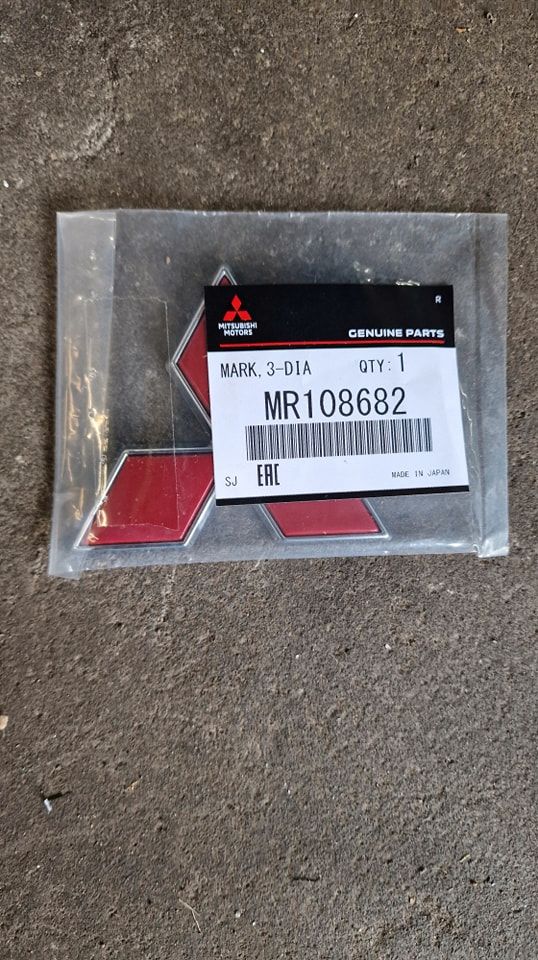 MITSUBISHI
MOTORS
R
GENUINE PARTS
MARK, 3-DIA QTY: 1
MR108682
SJ EAC MADE IN JAPAN